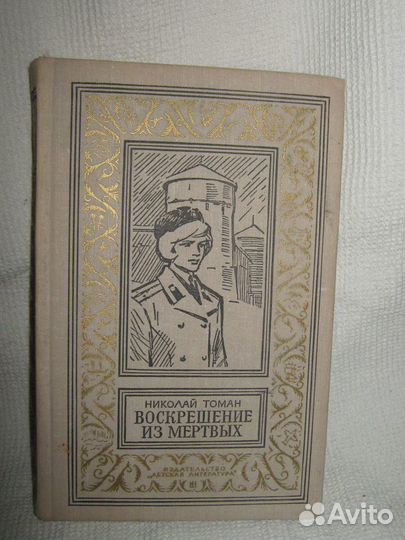 НИКОЛАЙ ТОМАН
ВОСКРЕШЕНИЕ
ИЗ МЕРТВЫХ
ИЗДАТЕЛЬСТВО
"ДЕТСКАЯ ЛИТЕРАТУРА"
Avito